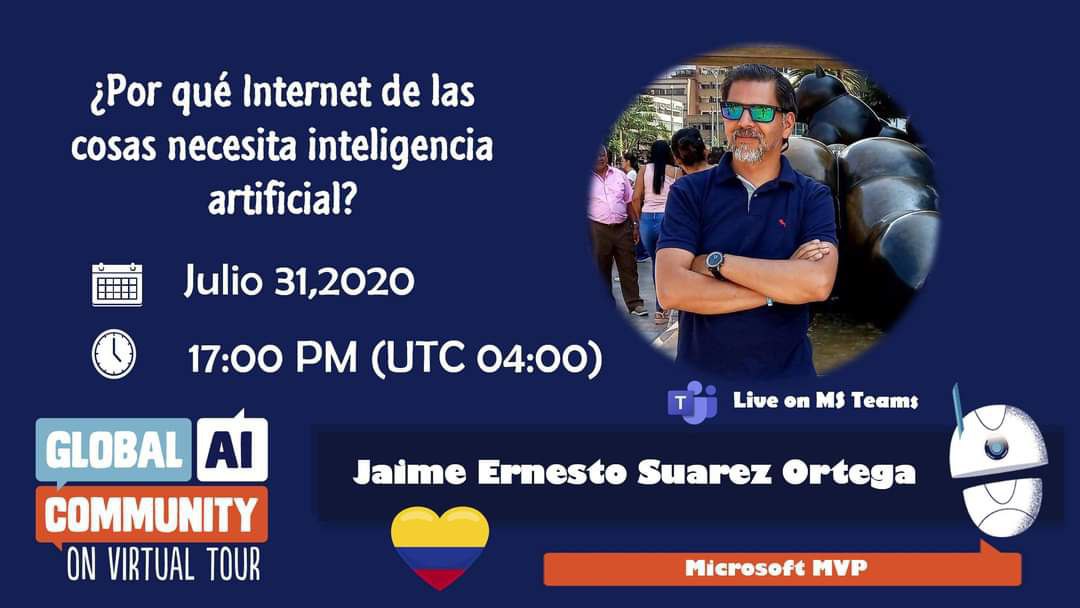 ¿Por qué Internet de las
cosas necesita inteligencia
artificial?
Julio 31,2020
17:00 PM (UTC 04:00)
T
Live on MS Teams
GLOBAL AI
COMMUNITY
ON VIRTUAL TOUR
Jaime Ernesto Suarez Ortega
Microsoft MVP